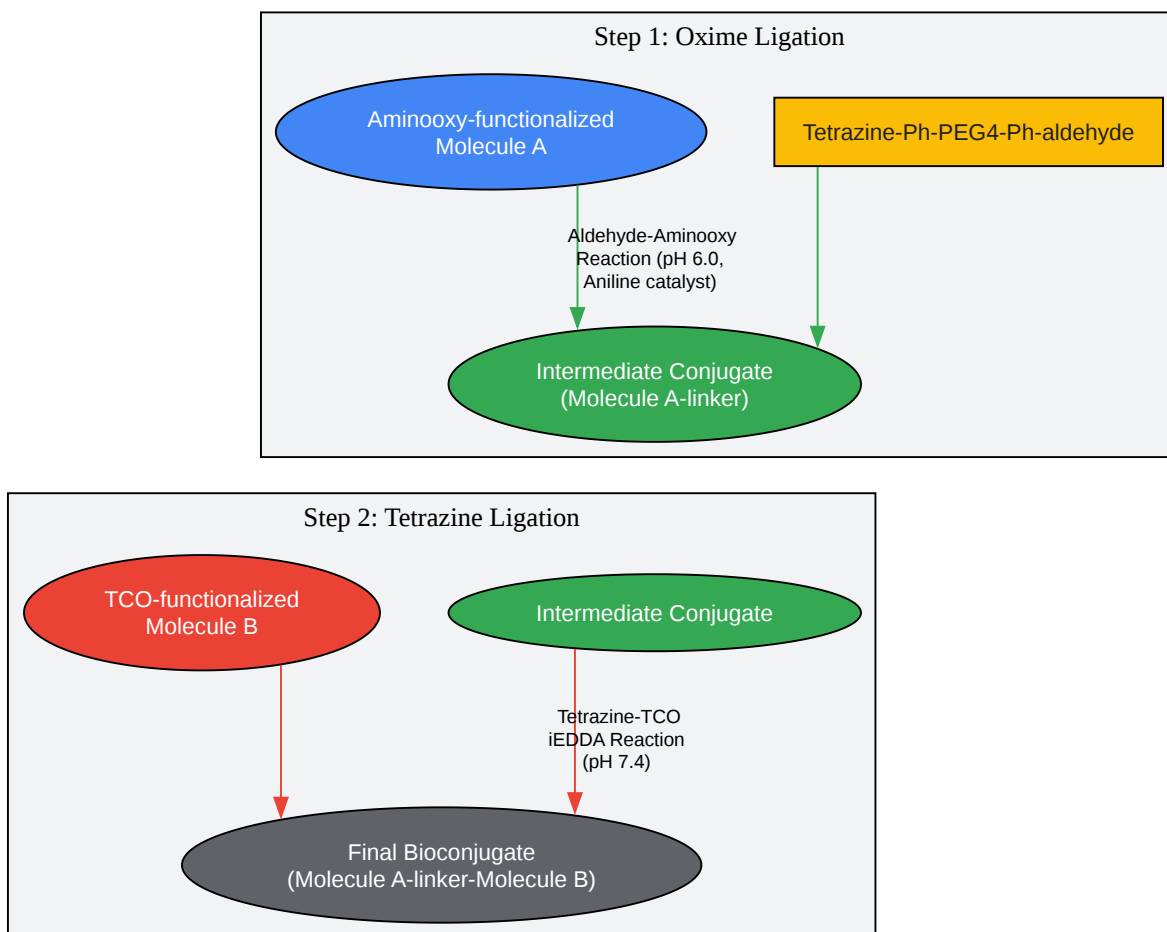 Step 1: Oxime Ligation
Aminooxy-functionalized
Molecule A
Tetrazine-Ph-PEG4-Ph-aldehyde
Aldehyde-Aminooxy
Reaction (pH 6.0,
Aniline catalyst)
Intermediate Conjugate
(Molecule A-linker)
Step 2: Tetrazine Ligation
TCO-functionalized
Molecule B
Intermediate Conjugate
Tetrazine-TCO
iEDDA Reaction
(pH 7.4)
Final Bioconjugate
(Molecule A-linker-Molecule B)